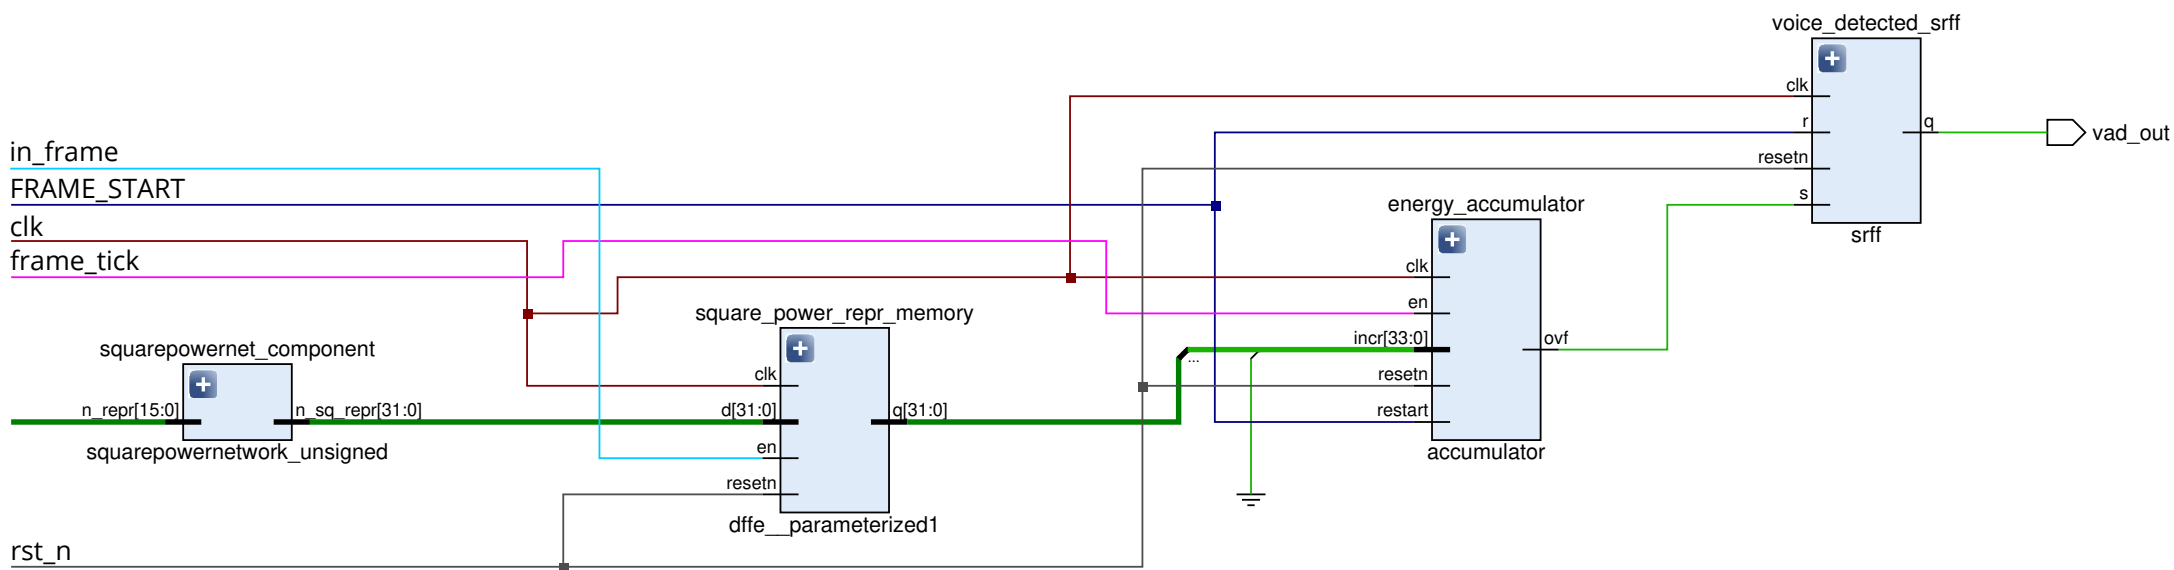 voice_detected_srff
clk
r
q
vad_out
resetn
s
srff
in_frame
FRAME_START
clk
frame_tick
energy_accumulator
clk
en
incr[33:0]
...
ovf
resetn
restart
accumulator
square_power_repr_memory
clk
d[31:0]
q[31:0]
en
resetn
dffe__parameterized1
squarepowernet_component
n_repr[15:0]
n_sq_repr[31:0]
squarepowernetwork_unsigned
rst_n